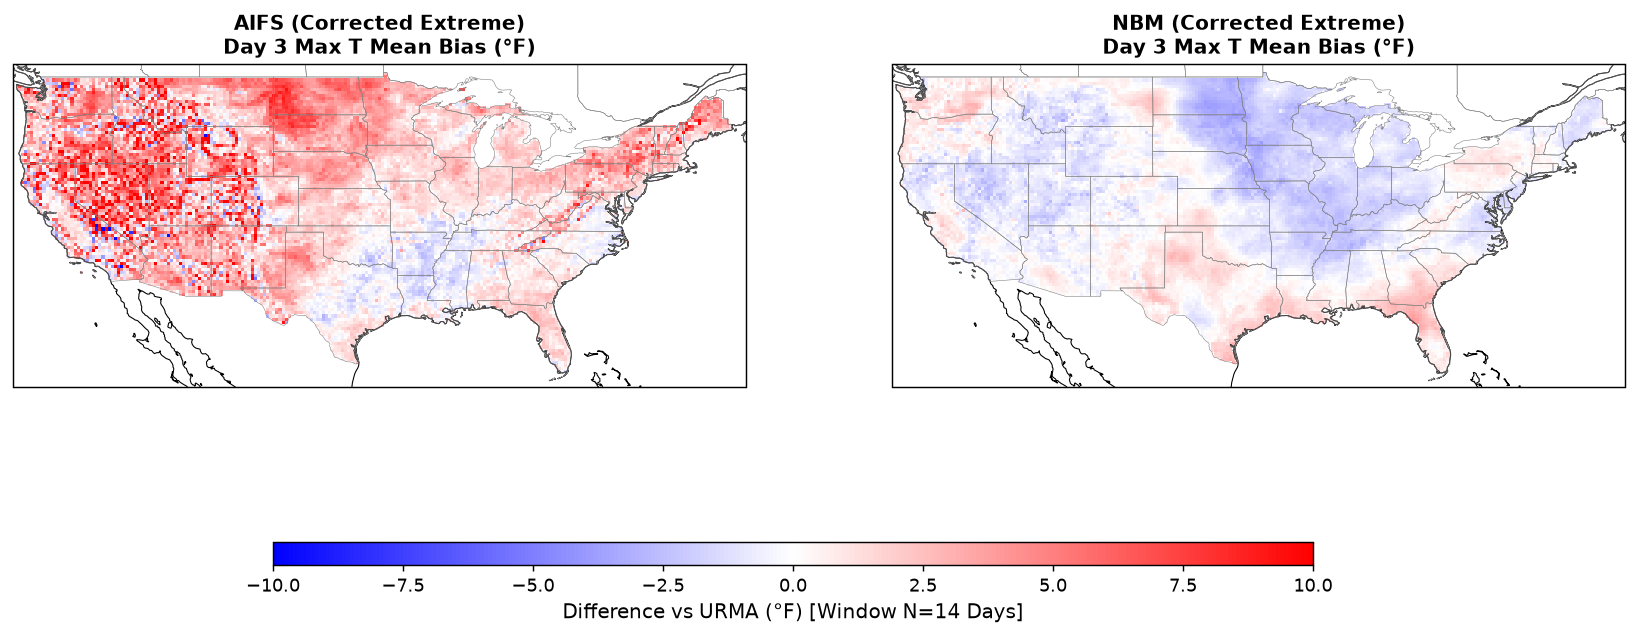 AIFS (Corrected Extreme)
Day 3 Max T Mean Bias (°F)
NBM (Corrected Extreme)
Day 3 Max T Mean Bias (°F)
−10.0 −7.5 −5.0 −2.5 0.0 2.5 5.0 7.5 10.0
Difference vs URMA (°F) [Window N=14 Days]